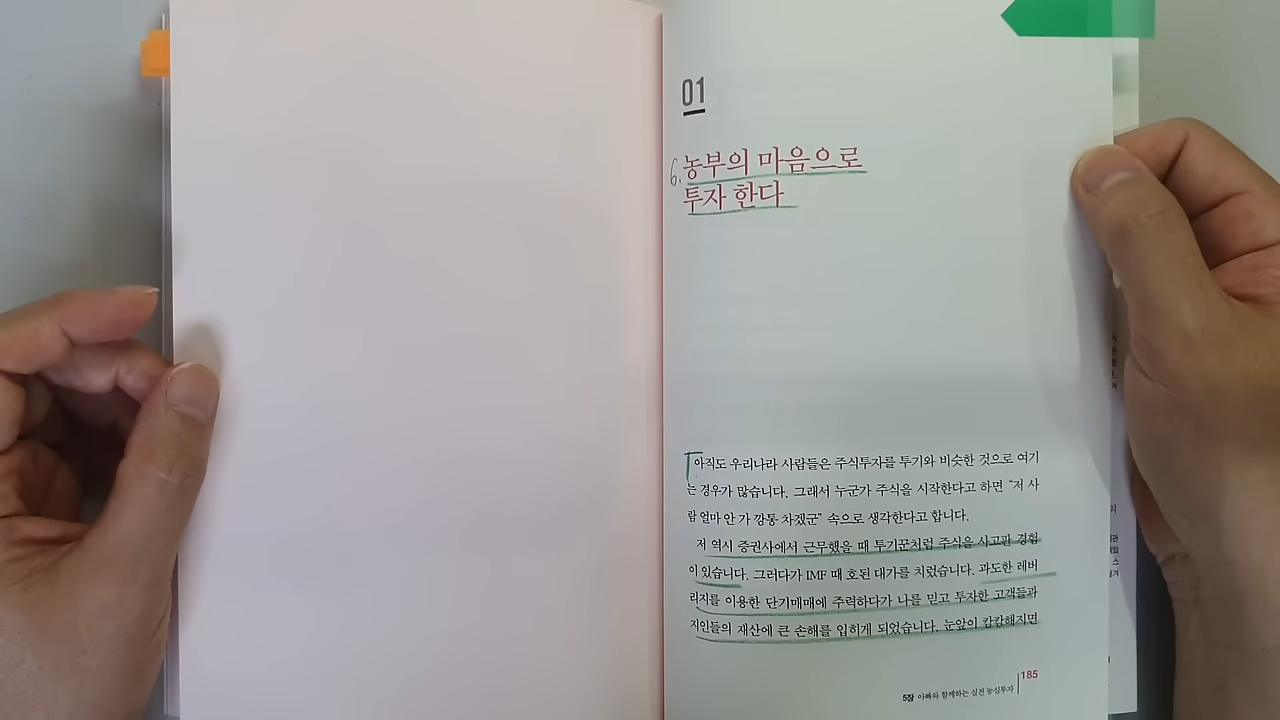 01
6. 농부의 마음으로
투자 한다
아직도 우리나라 사람들은 주식투자를 투기와 비슷한 것으로 여기
는 경우가 많습니다. 그래서 누군가 주식을 시작한다고 하면 “저 사
람 얼마 안 가 깡통 차겠군” 속으로 생각한다고 합니다.
저 역시 증권사에서 근무했을 때 투기꾼처럼 주식을 사고판 경험
이 있습니다. 그러다가 IMF 때 호된 대가를 치렀습니다. 과도한 레버
리지를 이용한 단기매매에 주력하다가 나를 믿고 투자한 고객들과
지인들의 재산에 큰 손해를 입히게 되었습니다. 눈앞이 캄캄해지면
5장 아빠와 함께하는 실전 농심투자 185